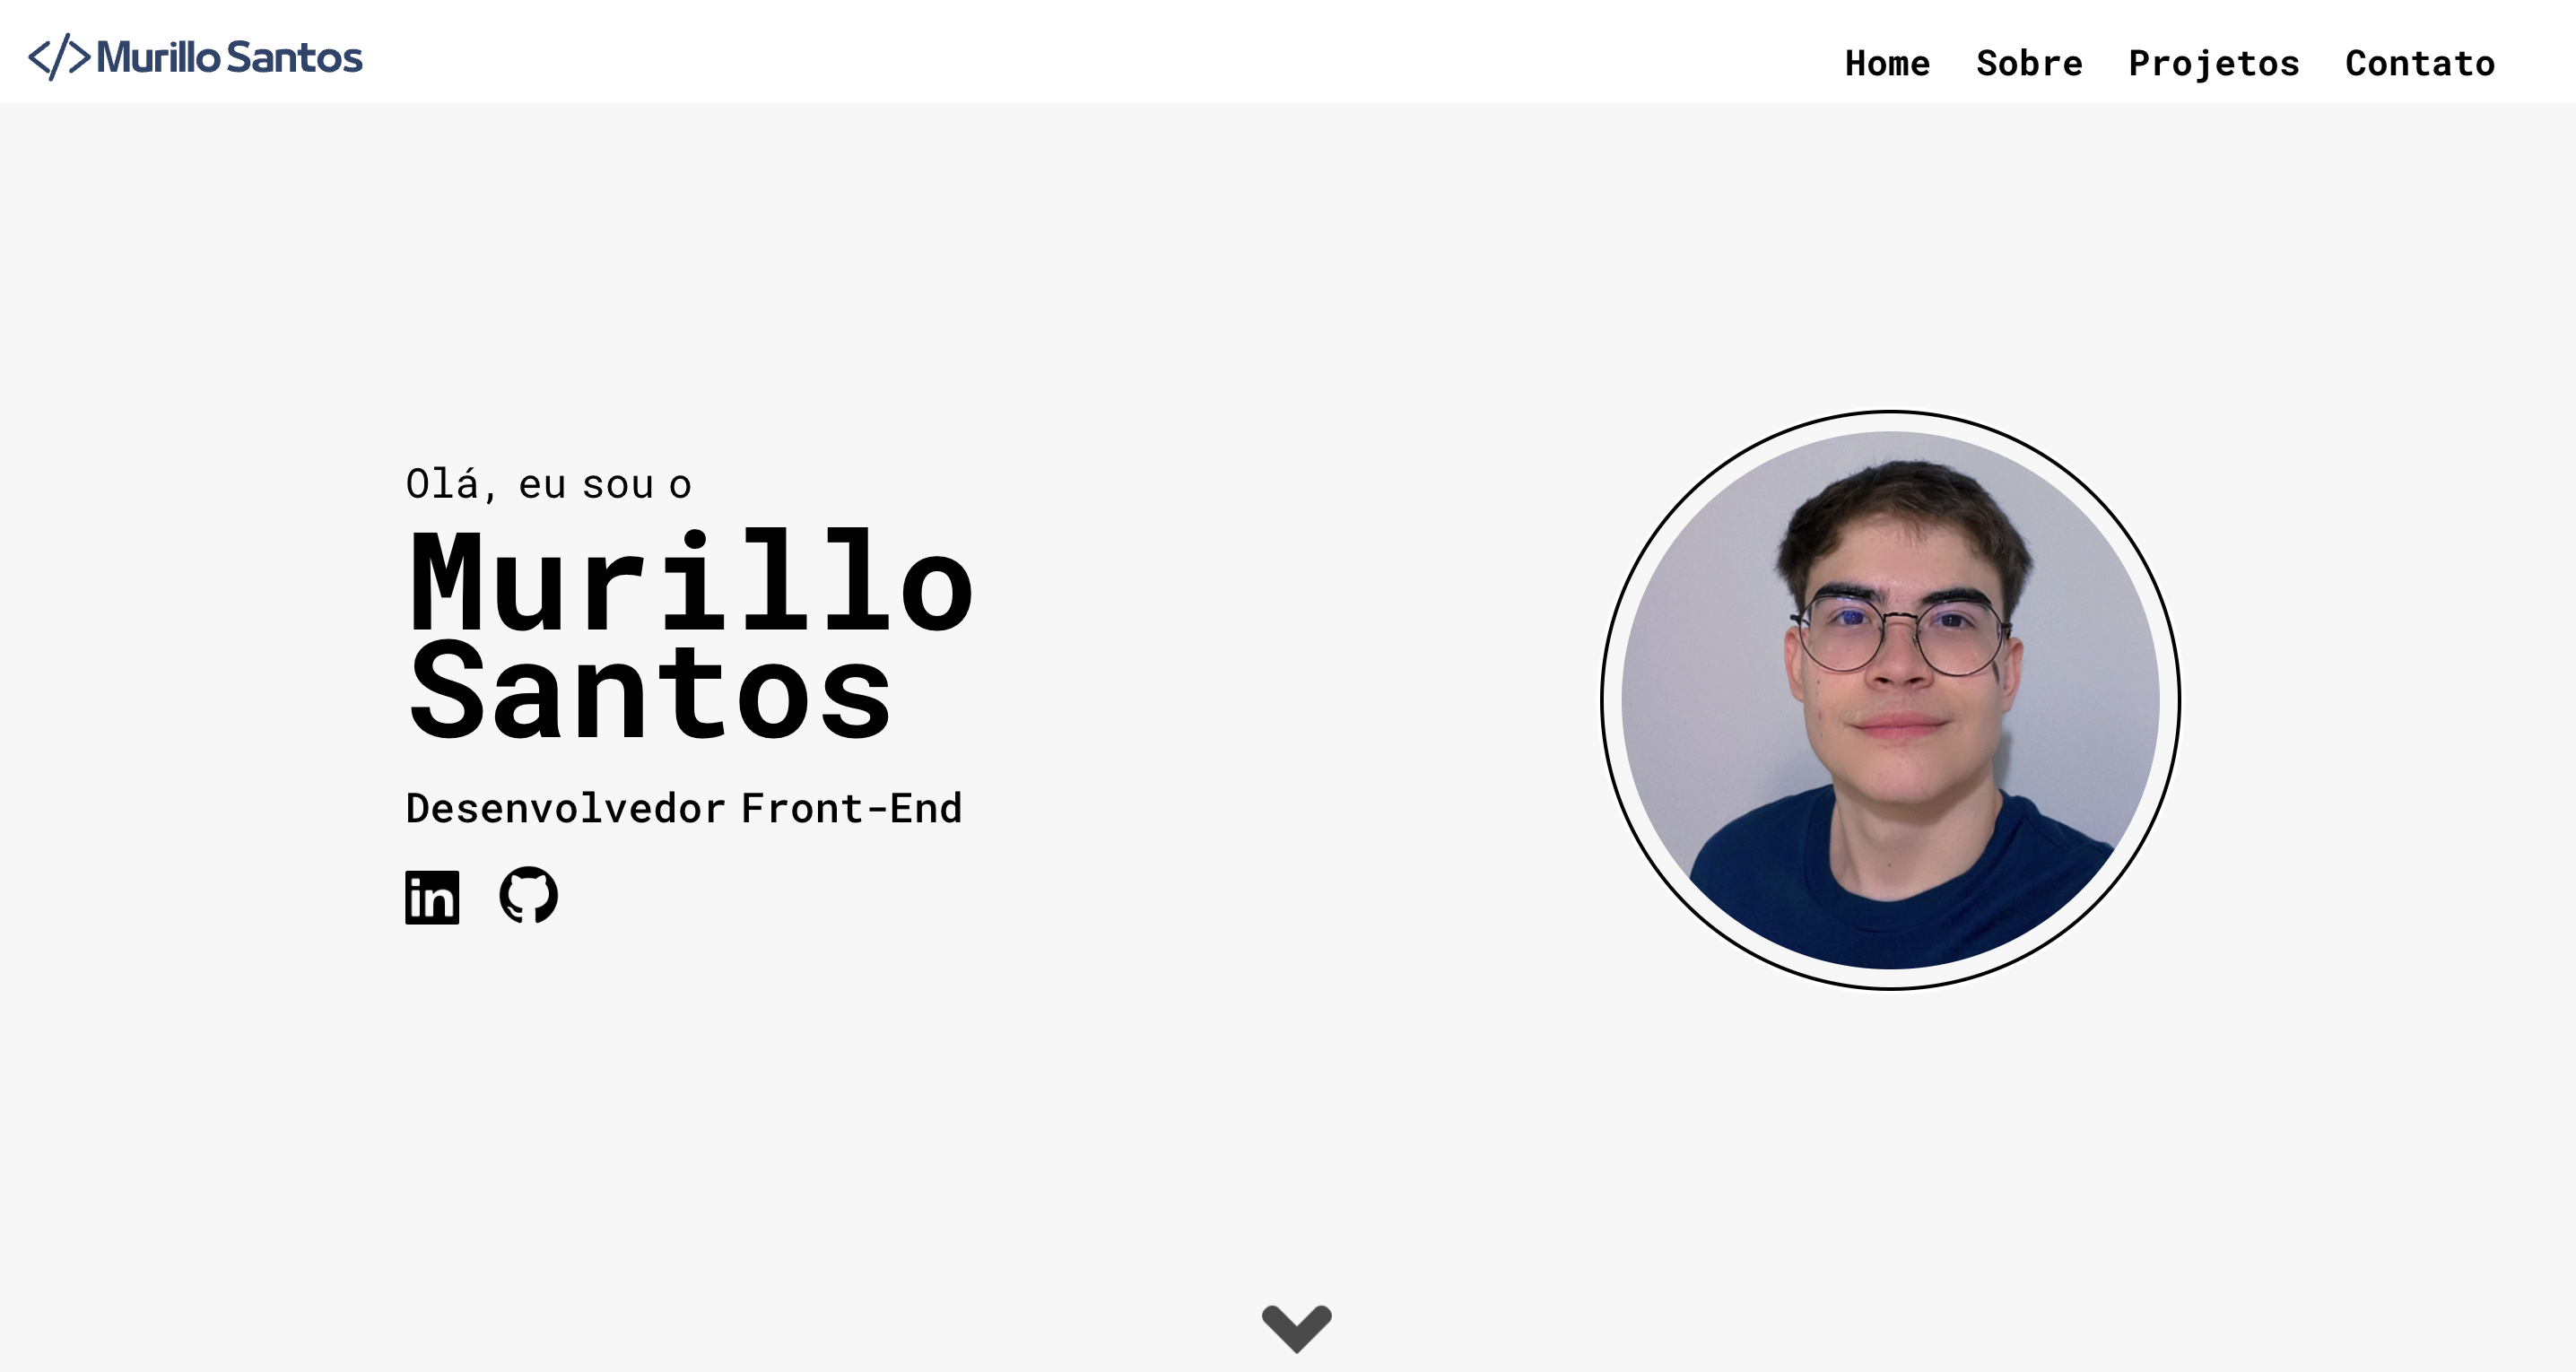 </> Murillo Santos
Home Sobre Projetos Contato
Olá, eu sou o
Murillo
Santos
Desenvolvedor Front-End
in